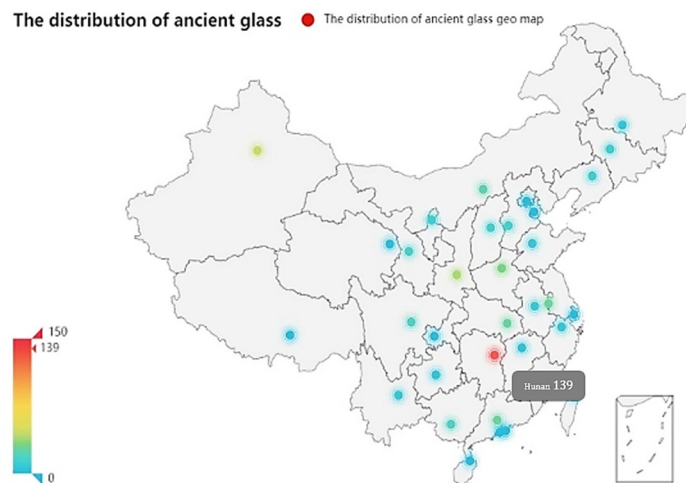 The distribution of ancient glass
The distribution of ancient glass geo map
150
139
Hunan 139
0